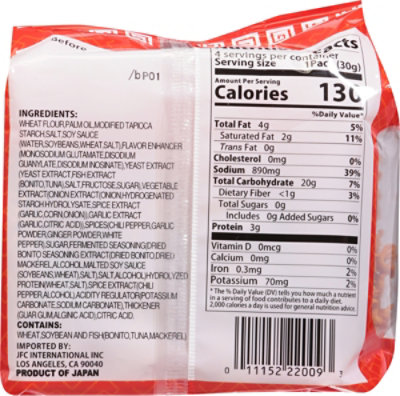 Before
/b P01
INGREDIENTS:
WHEAT FLOUR,PALM OIL,MODIFIED TAPIOCA
STARCH,SALT,SOY SAUCE
(WATER,SOYBEANS,WHEAT,SALT),FLAVOR ENHANCER
(MONOSODIUM GLUTAMATE,DISODIUM
GUANYLATE,DISODIUM INOSINATE),YEAST EXTRACT
(YEAST EXTRACT,FISH EXTRACT
(BONITO,TUNA),SALT,FRUCTOSE,SUGAR),VEGETABLE
EXTRACT(ONION EXTRACT(ONION,HYDROGENATED
STARCH HYDROLYSATE,SPICE EXTRACT
(GARLIC,CORN,ONION)),GARLIC EXTRACT
(GARLIC,CITRIC ACID)),SPICES(CHILI PEPPER,GARLIC
POWDER,GINGER POWDER,WHITE
PEPPER),SUGAR,FERMENTED SEASONING(DRIED
BONITO SEASONING EXTRACT(DRIED BONITO,DRIED
MACKEREL,ALCOHOL,MALTED SOY SAUCE
(SOYBEANS,WHEAT),SALT),SALT,ALCOHOL,HYDROLYZED
PROTEIN(WHEAT,SALT),SPICE EXTRACT(CHILI
PEPPER,ALCOHOL),ACIDITY REGULATOR(POTASSIUM
CARBONATE,SODIUM CARBONATE),THICKENER
(GUAR GUM,ALGINIC ACID),CITRIC ACID.
CONTAINS:
WHEAT,SOYBEAN AND FISH(BONITO,TUNA,MACKEREL)
IMPORTED BY:
JFC INTERNATIONAL INC
LOS ANGELES, CA 90040
PRODUCT OF JAPAN
4 servings per container
Serving size 1Pac (30g)
Amount Per Serving
Calories 130
%Daily Value*
Total Fat 4g 5%
Saturated Fat 2g 11%
Trans Fat 0g
Cholesterol 0mg 0%
Sodium 890mg 39%
Total Carbohydrate 20g 7%
Dietary Fiber <1g 3%
Total Sugars 0g
Includes 0g Added Sugars 0%
Protein 3g
Vitamin D 0mcg 0%
Calcium 0mg 0%
Iron 0.3mg 2%
Potassium 70mg 2%
* The % Daily Value (DV) tells you how much a nutrient
in a serving of food contributes to a daily diet.
2,000 calories a day is used for general nutrition advice.
0 11152 22009 3